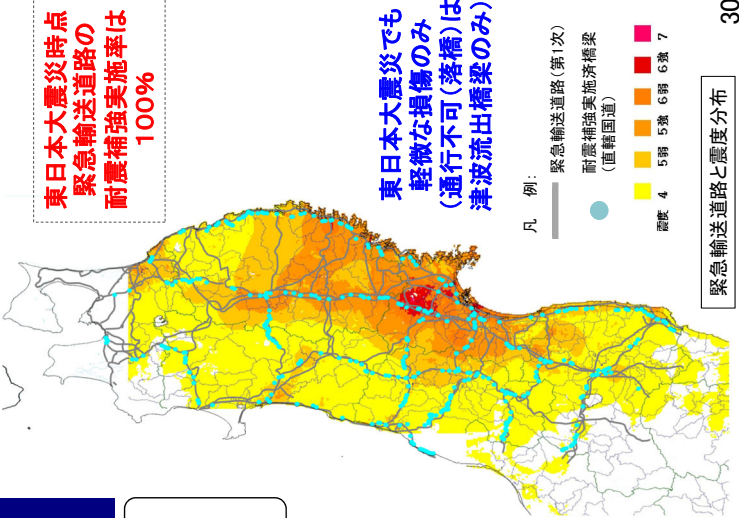 東日本大震災時点
緊急輸送道路の
耐震補強実施率は
100%
東日本大震災でも
軽微な損傷のみ
(通行不可(落橋)は
津波流出橋梁のみ)
凡　例:
緊急輸送道路(第1次)
耐震補強実施済橋梁
(直轄国道)
震度 4 5弱 5強 6弱 6強 7
緊急輸送道路と震度分布
30